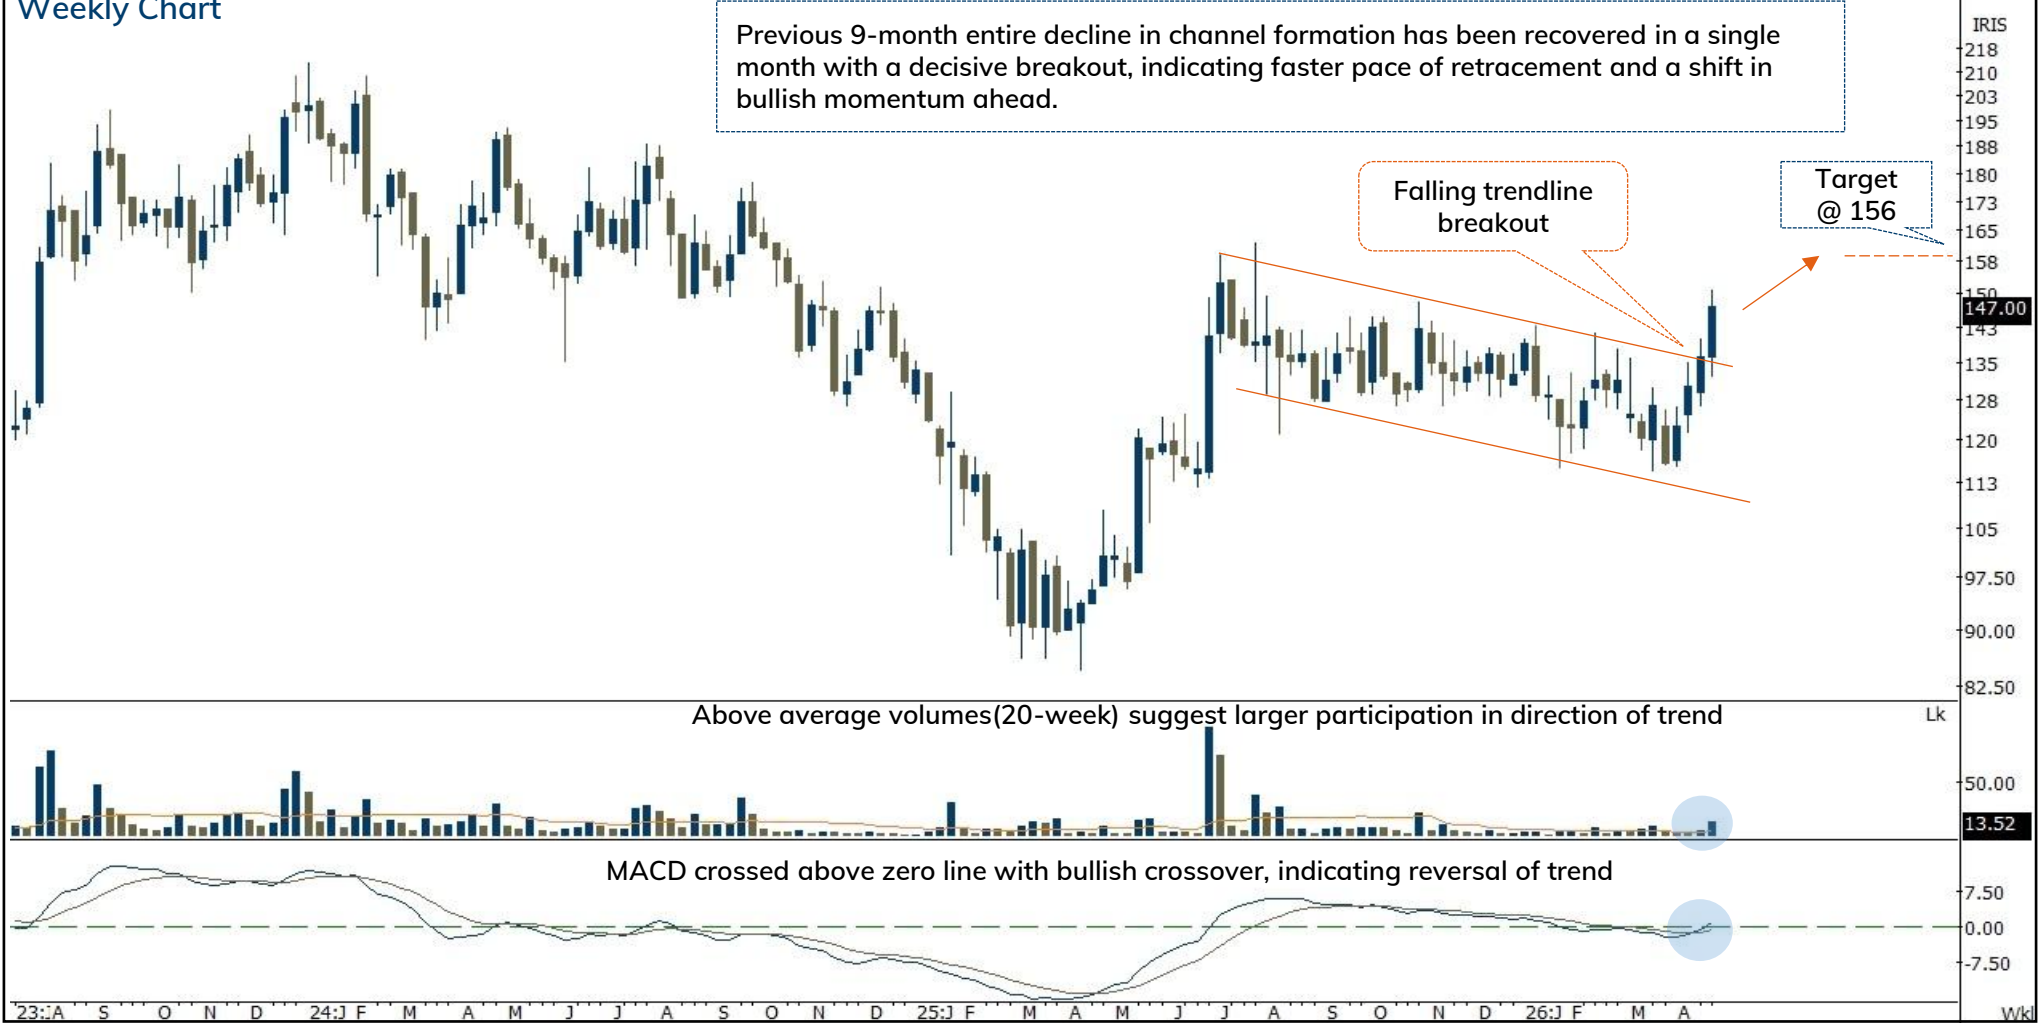 Weekly Chart
Previous 9-month entire decline in channel formation has been recovered in a single
month with a decisive breakout, indicating faster pace of retracement and a shift in
bullish momentum ahead.
IRIS
218
210
203
195
188
180
173
165
158
150
147.00
143
135
128
120
113
105
97.50
90.00
82.50
Falling trendline
breakout
Target
@ 156
Above average volumes(20-week) suggest larger participation in direction of trend
Lk
50.00
13.52
MACD crossed above zero line with bullish crossover, indicating reversal of trend
7.50
0.00
-7.50
A S O N D 24:J F M A M J J A S O N D 25:J F M A M J J A S O N D 26:J F M A